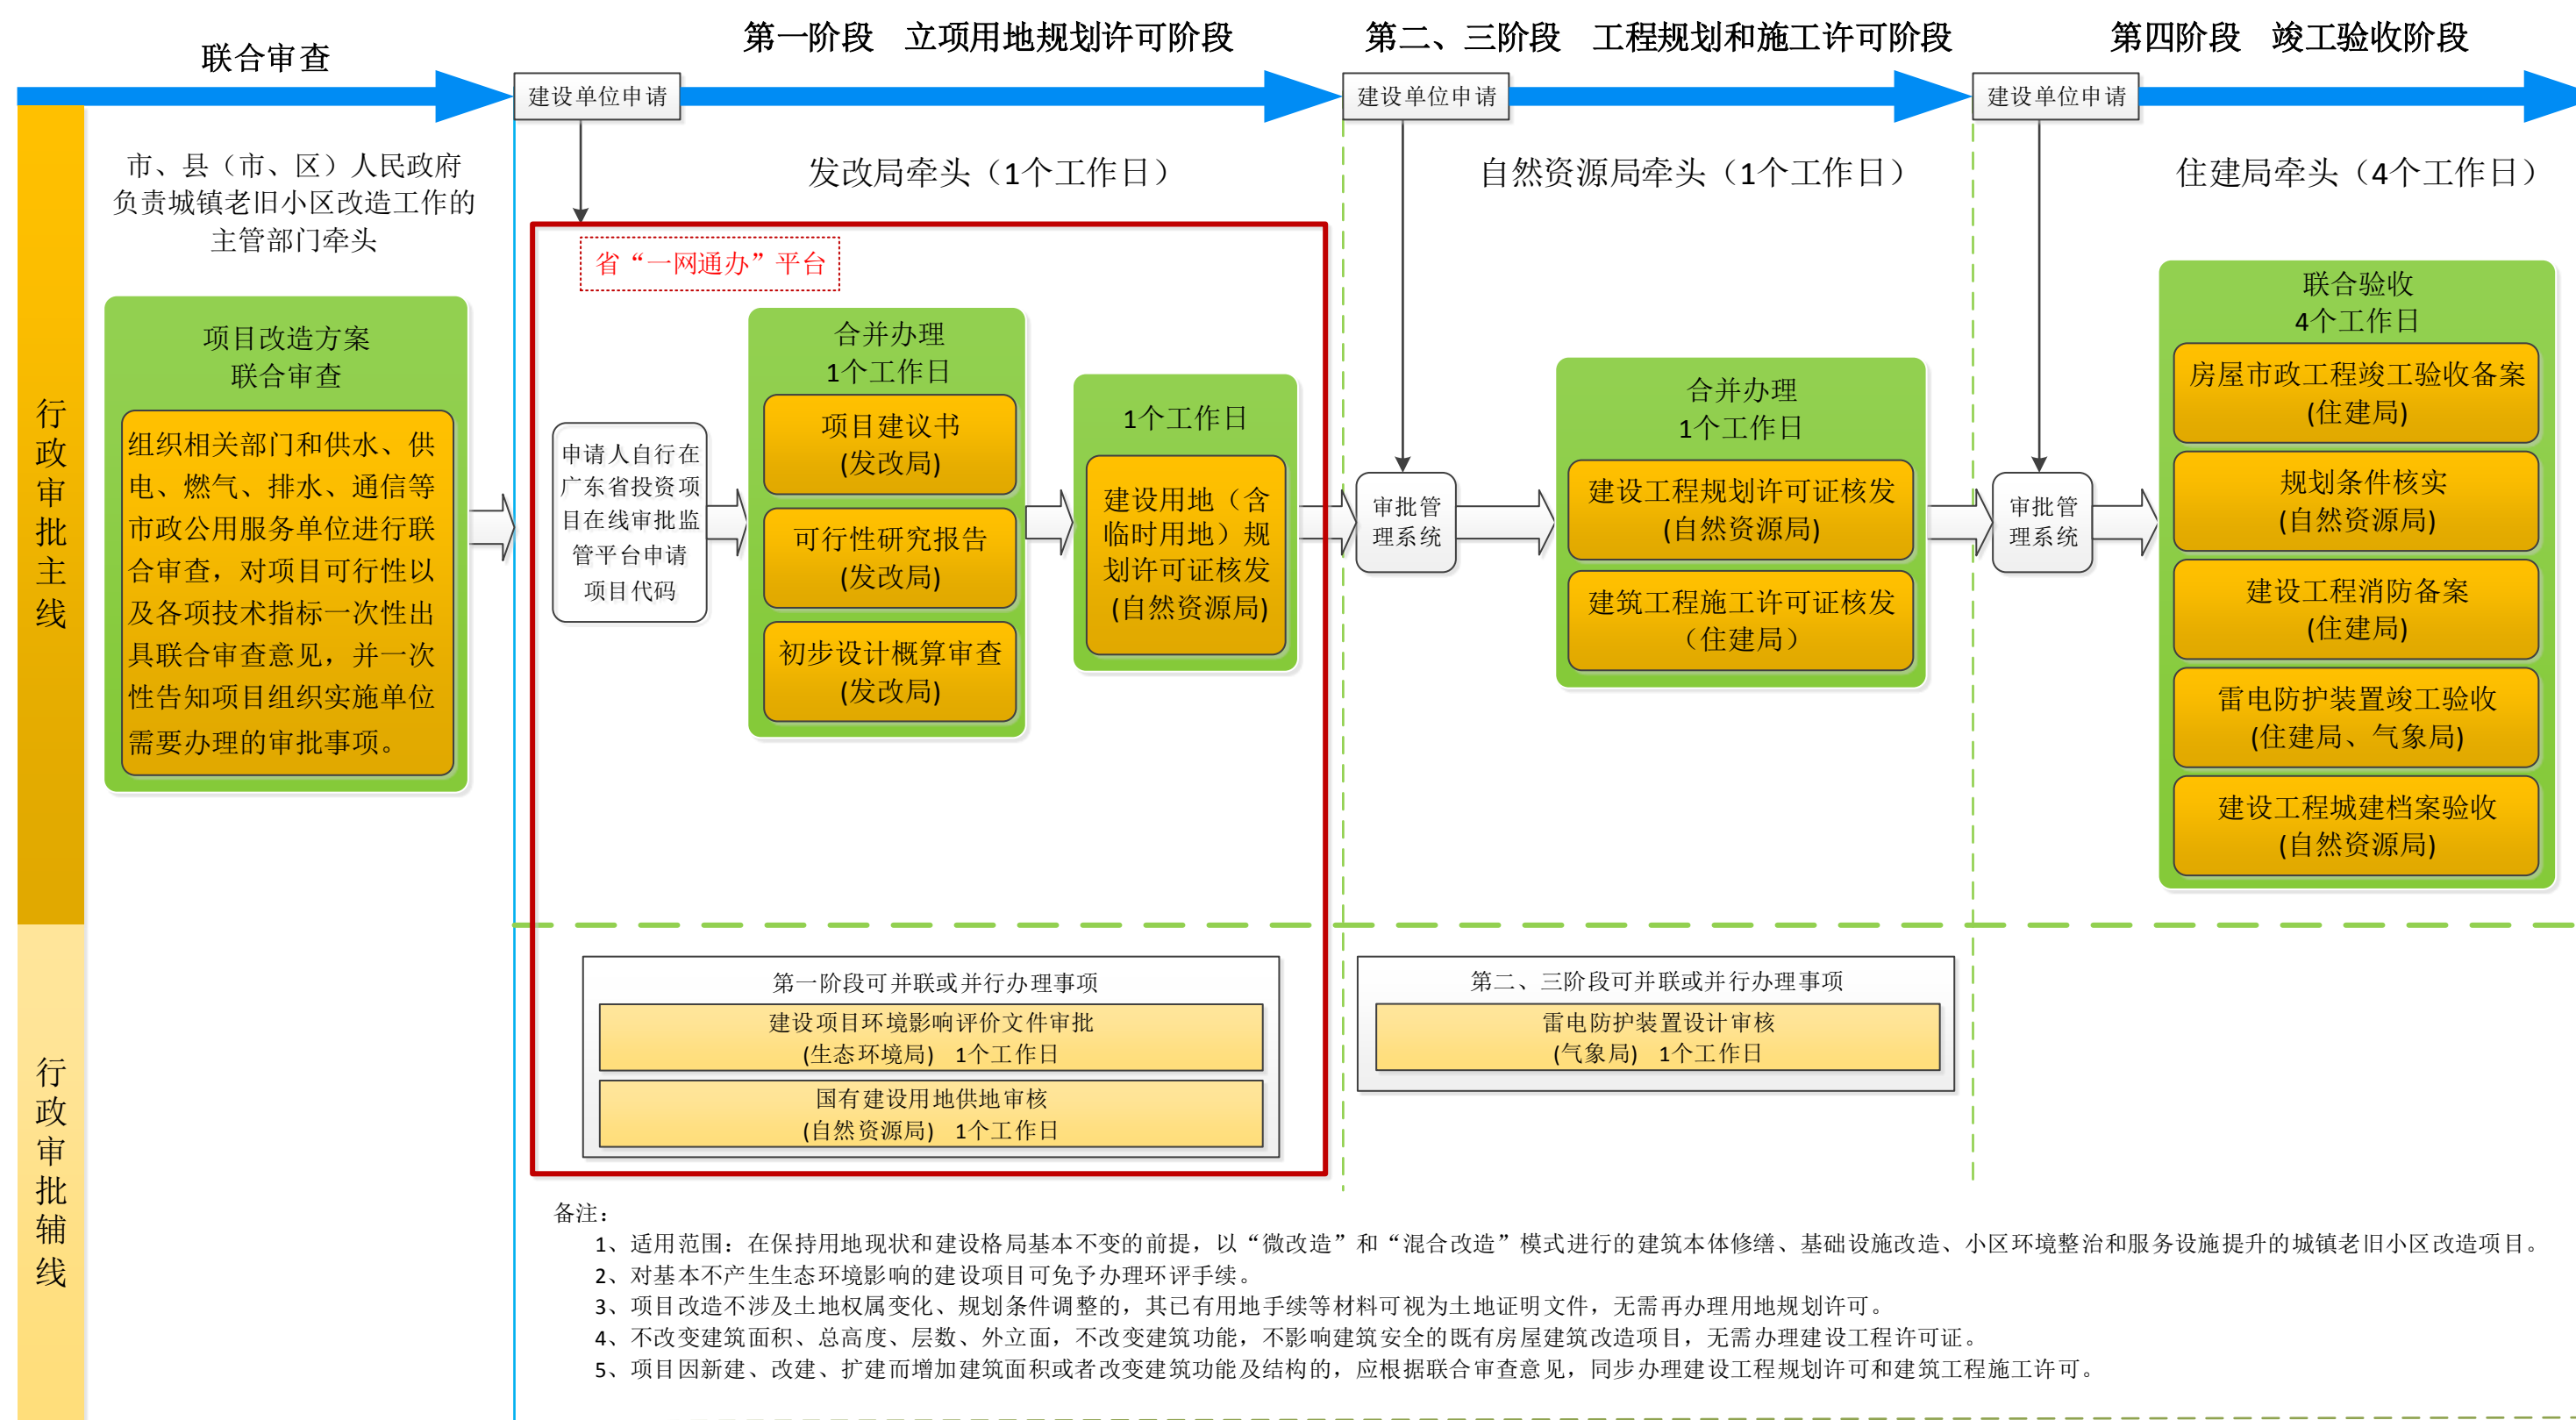 联合审查
第一阶段 立项用地规划许可阶段
第二、三阶段 工程规划和施工许可阶段
第四阶段 竣工验收阶段
建设单位申请
建设单位申请
建设单位申请
行政审批主线
市、县（市、区）人民政府
负责城镇老旧小区改造工作的
主管部门牵头
项目改造方案
联合审查
组织相关部门和供水、供
电、燃气、排水、通信等
市政公用服务单位进行联
合审查，对项目可行性以
及各项技术指标一次性出
具联合审查意见，并一次
性告知项目组织实施单位
需要办理的审批事项。
发改局牵头（1个工作日）
省“一网通办”平台
申请人自行在
广东省投资项
目在线审批监
管平台申请
项目代码
合并办理
1个工作日
项目建议书
(发改局)
可行性研究报告
(发改局)
初步设计概算审查
(发改局)
1个工作日
建设用地（含
临时用地）规
划许可证核发
(自然资源局)
自然资源局牵头（1个工作日）
审批管
理系统
合并办理
1个工作日
建设工程规划许可证核发
(自然资源局)
建筑工程施工许可证核发
（住建局）
住建局牵头（4个工作日）
审批管
理系统
联合验收
4个工作日
房屋市政工程竣工验收备案
(住建局)
规划条件核实
(自然资源局)
建设工程消防备案
(住建局)
雷电防护装置竣工验收
(住建局、气象局)
建设工程城建档案验收
(自然资源局)
行政审批辅线
第一阶段可并联或并行办理事项
建设项目环境影响评价文件审批
(生态环境局) 1个工作日
国有建设用地供地审核
(自然资源局) 1个工作日
第二、三阶段可并联或并行办理事项
雷电防护装置设计审核
(气象局) 1个工作日
备注：
1、适用范围：在保持用地现状和建设格局基本不变的前提，以“微改造”和“混合改造”模式进行的建筑本体修缮、基础设施改造、小区环境整治和服务设施提升的城镇老旧小区改造项目。
2、对基本不产生生态环境影响的建设项目可免予办理环评手续。
3、项目改造不涉及土地权属变化、规划条件调整的，其已有用地手续等材料可视为土地证明文件，无需再办理用地规划许可。
4、不改变建筑面积、总高度、层数、外立面，不改变建筑功能，不影响建筑安全的既有房屋建筑改造项目，无需办理建设工程许可证。
5、项目因新建、改建、扩建而增加建筑面积或者改变建筑功能及结构的，应根据联合审查意见，同步办理建设工程规划许可和建筑工程施工许可。